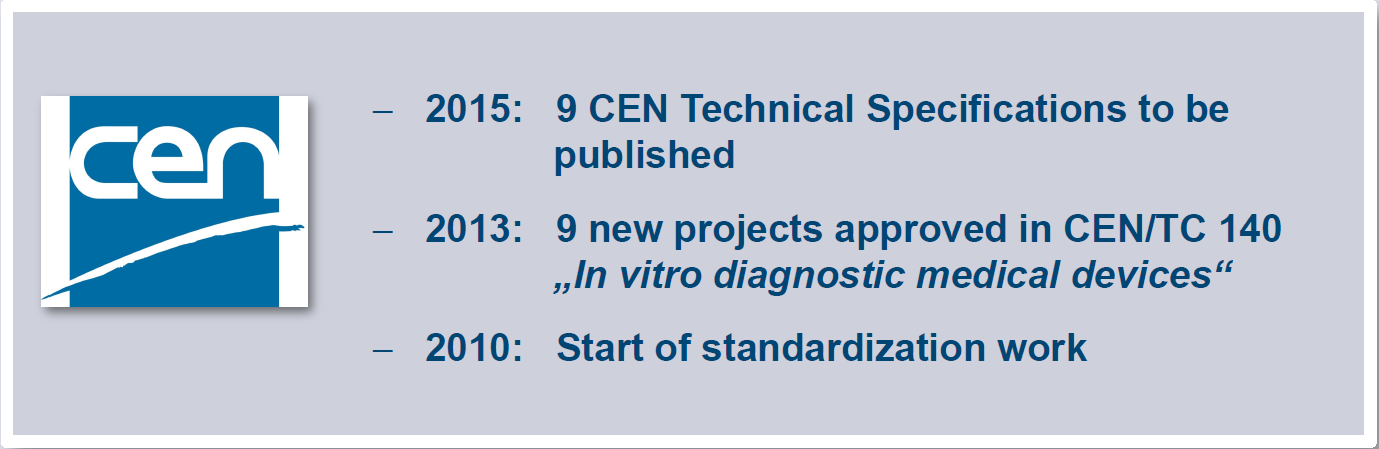 cen
– 2015: 9 CEN Technical Specifications to be
published
– 2013: 9 new projects approved in CEN/TC 140
„In vitro diagnostic medical devices“
– 2010: Start of standardization work